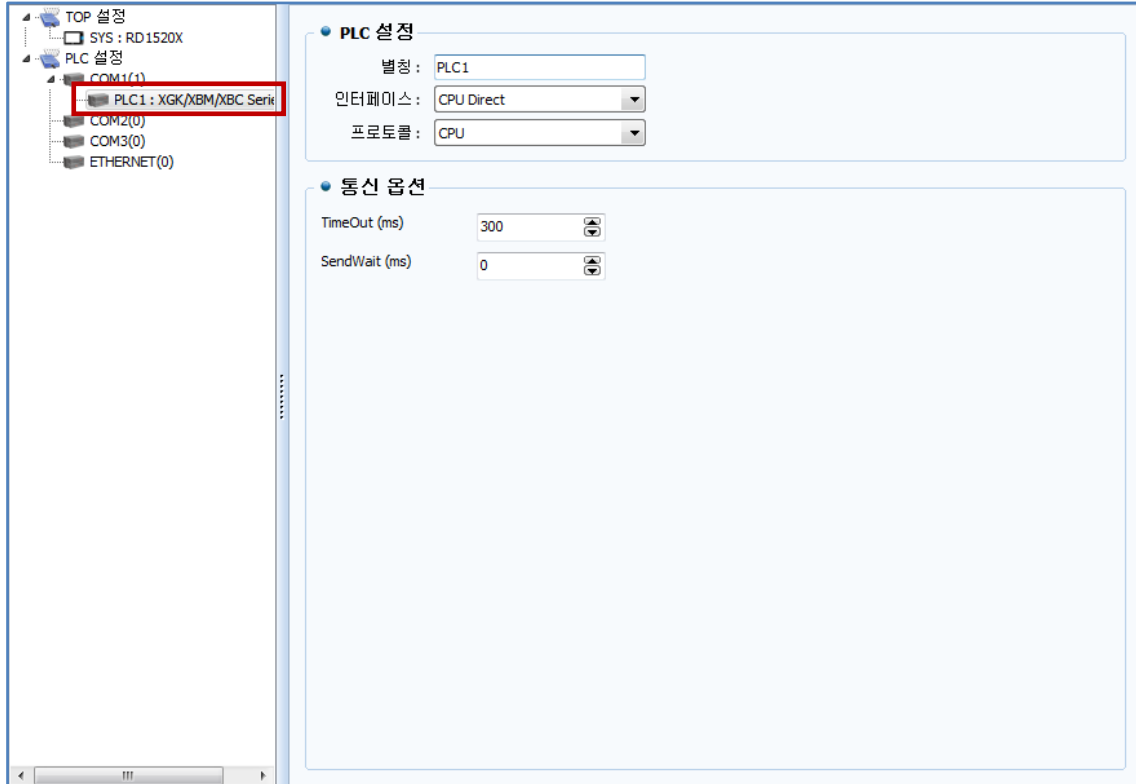 TOP 설정
SYS : RD1520X
PLC 설정
COM1(1)
PLC1 : XGK/XBM/XBC Serie
COM2(0)
COM3(0)
ETHERNET(0)
PLC 설정
별칭 : PLC1
인터페이스 : CPU Direct
프로토콜 : CPU
통신 옵션
TimeOut (ms) 300
SendWait (ms) 0